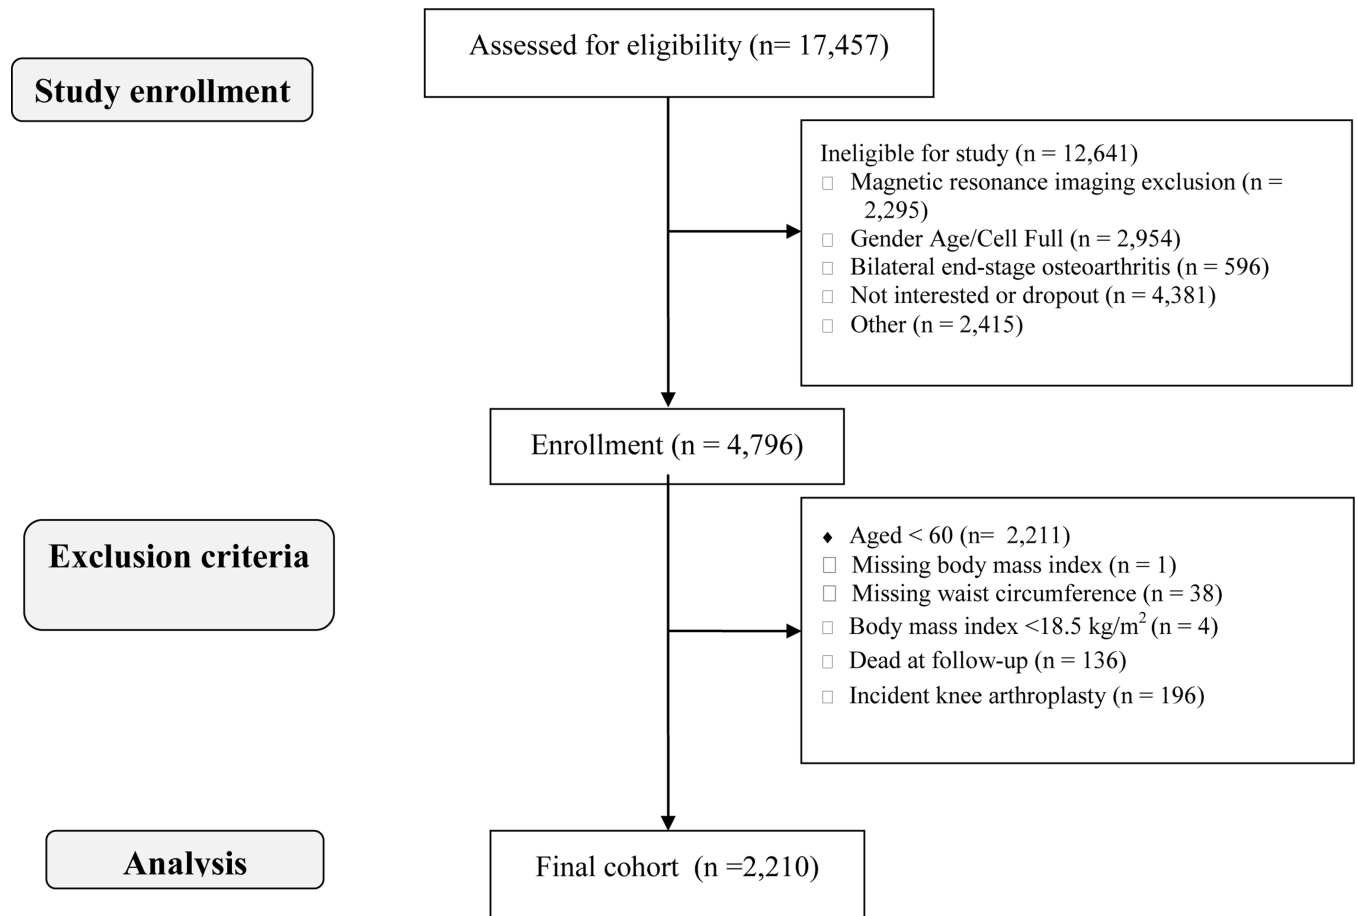 Assessed for eligibility (n= 17,457)
Study enrollment
Ineligible for study (n = 12,641)
Magnetic resonance imaging exclusion (n =
2,295)
Gender Age/Cell Full (n = 2,954)
Bilateral end-stage osteoarthritis (n = 596)
Not interested or dropout (n = 4,381)
Other (n = 2,415)
Enrollment (n = 4,796)
Exclusion criteria
♦ Aged < 60 (n=  2,211)
Missing body mass index (n = 1)
Missing waist circumference (n = 38)
Body mass index <18.5 kg/m² (n = 4)
Dead at follow-up (n = 136)
Incident knee arthroplasty (n = 196)
Analysis
Final cohort  (n =2,210)